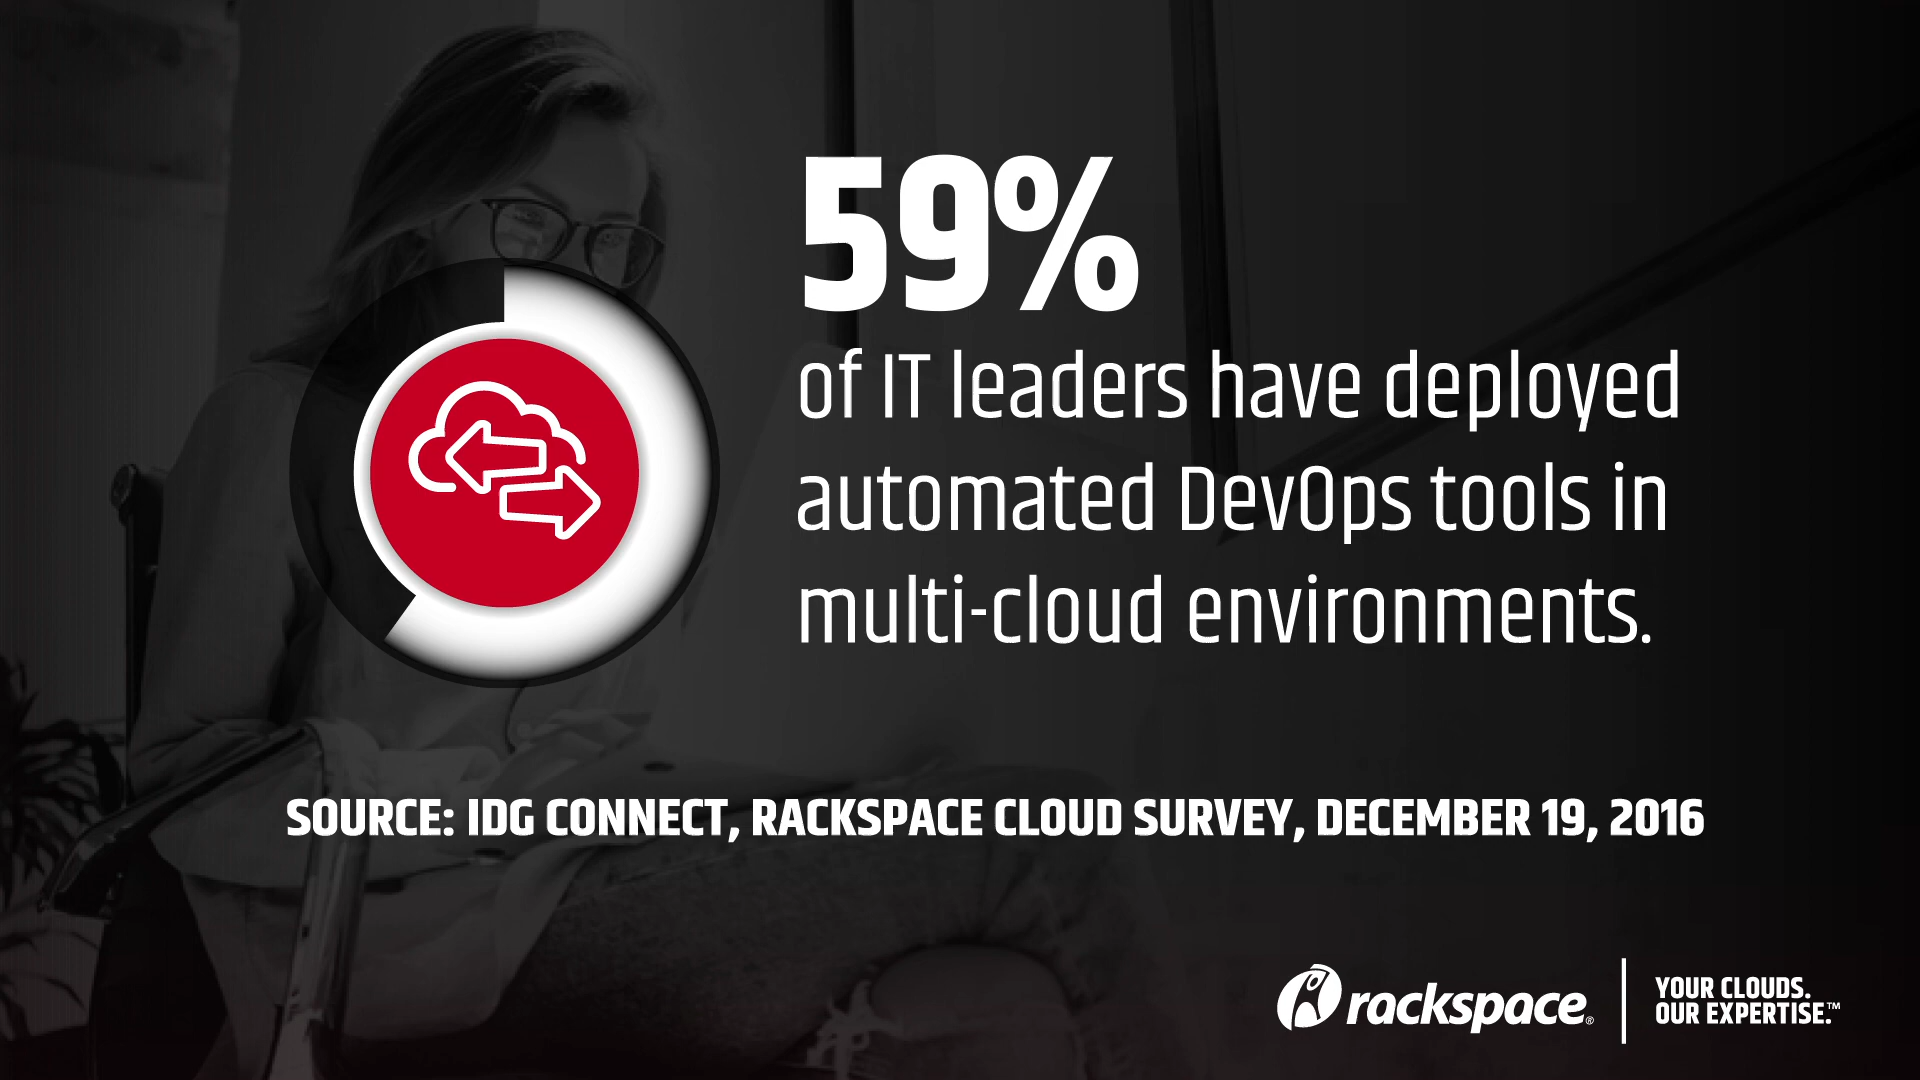 59%
of IT leaders have deployed
automated DevOps tools in
multi-cloud environments.
SOURCE: IDG CONNECT, RACKSPACE CLOUD SURVEY, DECEMBER 19, 2016
rackspace®
YOUR CLOUDS.
OUR EXPERTISE.™